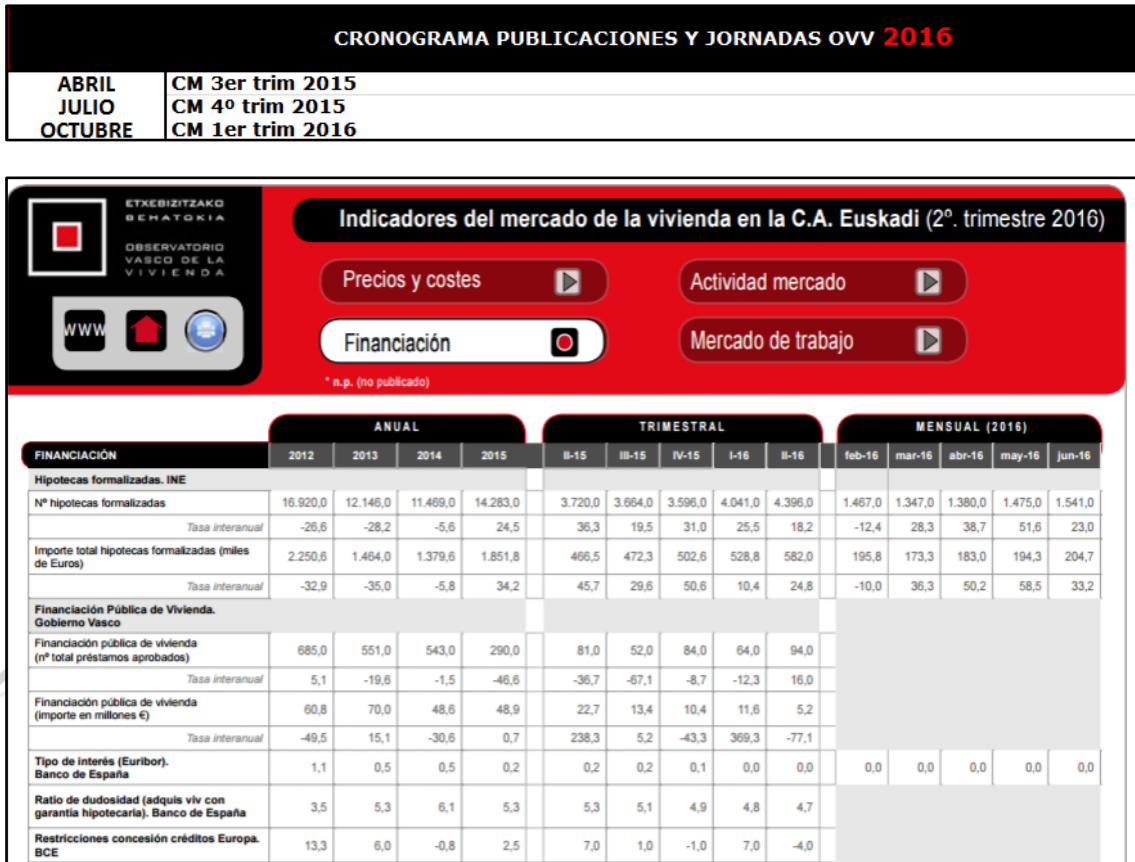 CRONOGRAMA PUBLICACIONES Y JORNADAS OVV 2016
ABRIL CM 3er trim 2015
JULIO CM 4º trim 2015
OCTUBRE CM 1er trim 2016
ETXEBIZITZAKO
BEHATOKIA
OBSERVATORIO
VASCO DE LA
VIVIENDA
www
Indicadores del mercado de la vivienda en la C.A. Euskadi (2º. trimestre 2016)
Precios y costes
Actividad mercado
Financiación
Mercado de trabajo
* n.p. (no publicado)
ANUAL TRIMESTRAL MENSUAL (2016)
FINANCIACIÓN 2012 2013 2014 2015 II-15 III-15 IV-15 I-16 II-16 feb-16 mar-16 abr-16 may-16 jun-16
Hipotecas formalizadas. INE
Nº hipotecas formalizadas 16.920,0 12.146,0 11.469,0 14.283,0 3.720,0 3.664,0 3.596,0 4.041,0 4.396,0 1.467,0 1.347,0 1.380,0 1.475,0 1.541,0
Tasa interanual -26,6 -28,2 -5,6 24,5 36,3 19,5 31,0 25,5 18,2 -12,4 28,3 38,7 51,6 23,0
Importe total hipotecas formalizadas (miles
de Euros) 2.250,6 1.464,0 1.379,6 1.851,8 466,5 472,3 502,6 528,8 582,0 195,8 173,3 183,0 194,3 204,7
Tasa interanual -32,9 -35,0 -5,8 34,2 45,7 29,6 50,6 10,4 24,8 -10,0 36,3 50,2 58,5 33,2
Financiación Pública de Vivienda.
Gobierno Vasco
Financiación pública de vivienda
(nº total préstamos aprobados) 685,0 551,0 543,0 290,0 81,0 52,0 84,0 64,0 94,0
Tasa interanual 5,1 -19,6 -1,5 -46,6 -36,7 -67,1 -8,7 -12,3 16,0
Financiación pública de vivienda
(importe en millones €) 60,8 70,0 48,6 48,9 22,7 13,4 10,4 11,6 5,2
Tasa interanual -49,5 15,1 -30,6 0,7 238,3 5,2 -43,3 369,3 -77,1
Tipo de interés (Euribor).
Banco de España 1,1 0,5 0,5 0,2 0,2 0,2 0,1 0,0 0,0 0,0 0,0 0,0 0,0 0,0
Ratio de dudosidad (adquis viv con
garantía hipotecaria). Banco de España 3,5 5,3 6,1 5,3 5,3 5,1 4,9 4,8 4,7
Restricciones concesión créditos Europa.
BCE 13,3 6,0 -0,8 2,5 7,0 1,0 -1,0 7,0 -4,0